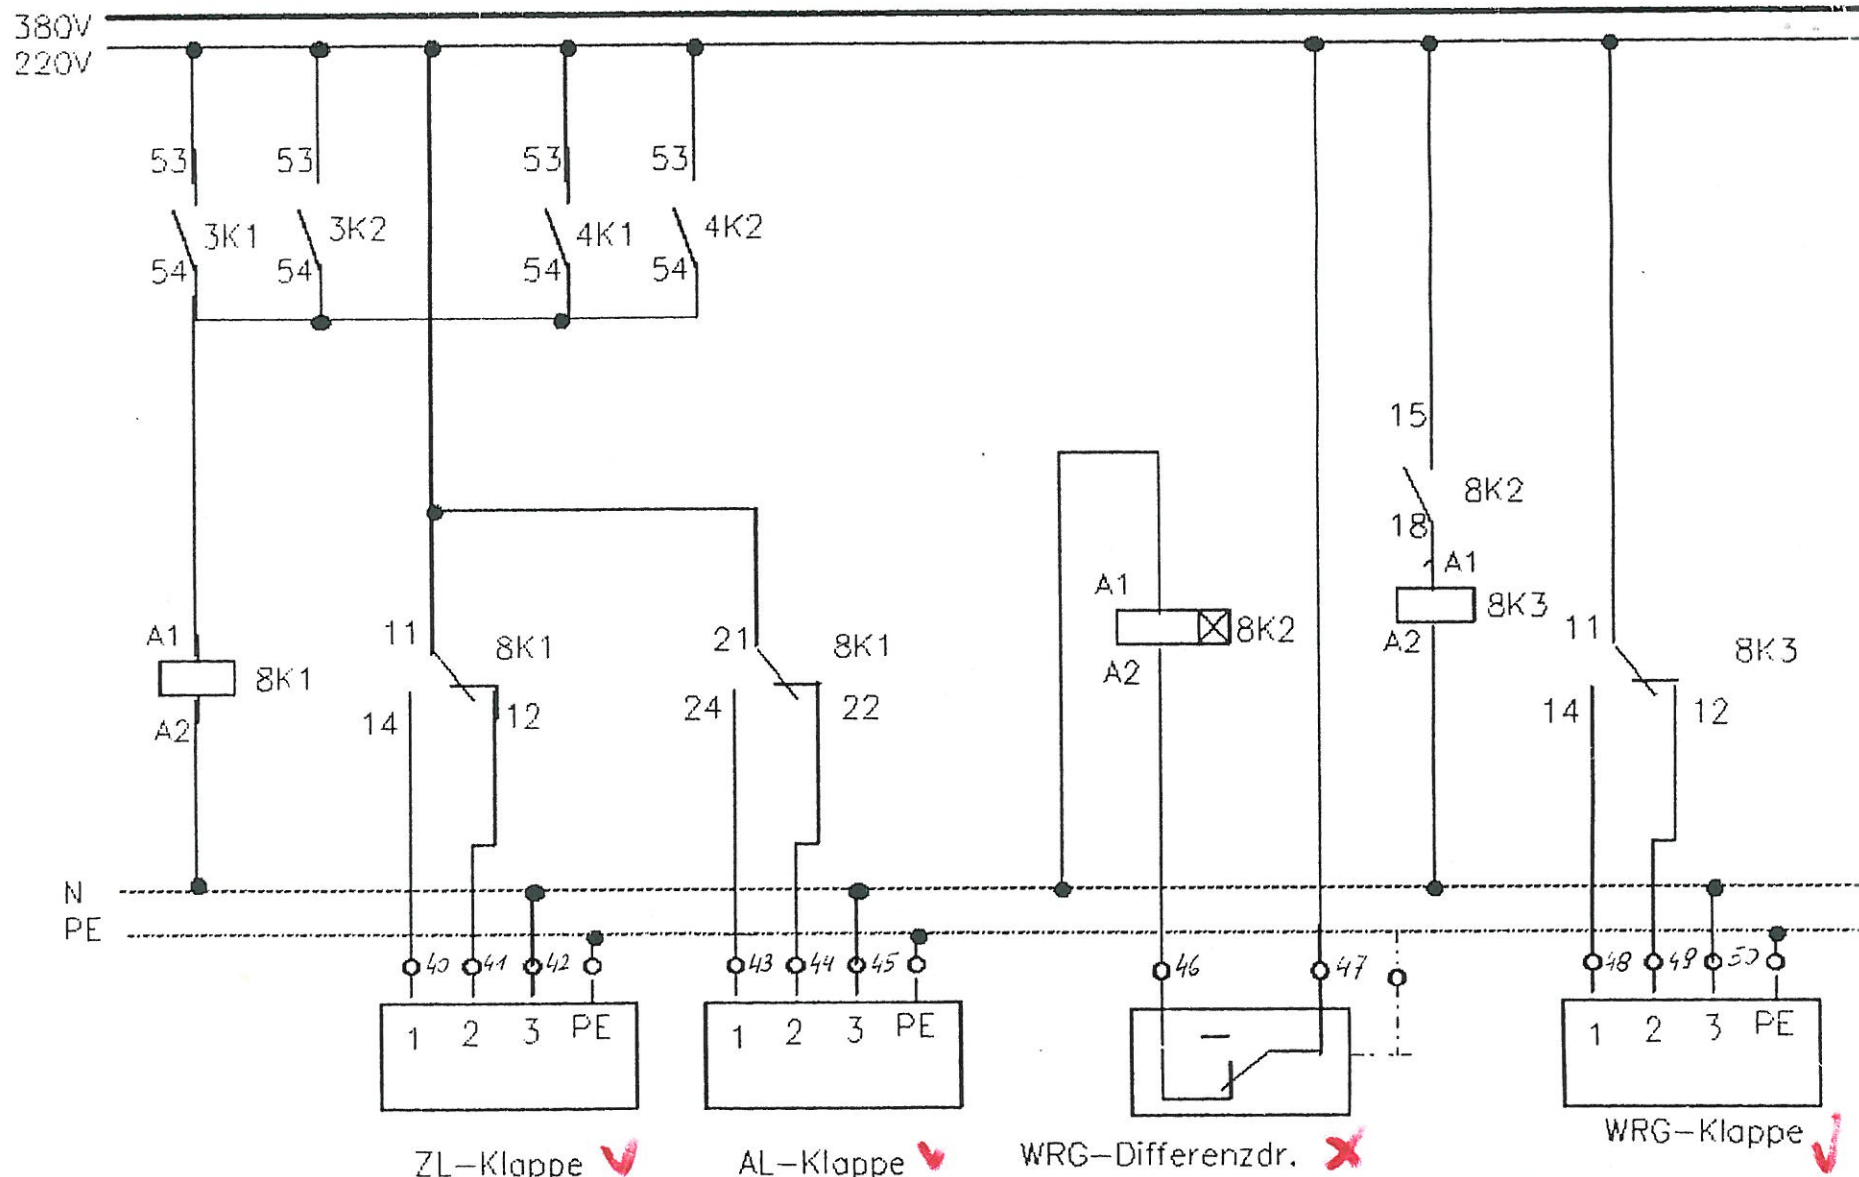 380V
220V
53 53 53 53
3K1 3K2 4K1 4K2
54 54 54 54
15
8K2
18
A1
A1 8K3
8K2 A2
A2
A1 11 8K1 21 8K1 11 8K3
8K1
A2 14 12 24 22 14 12
N
PE
40 41 42 43 44 45 46 47 48 49 50
1 2 3 PE 1 2 3 PE 1 2 3 PE
ZL-Klappe AL-Klappe WRG-Differenzdr. WRG-Klappe